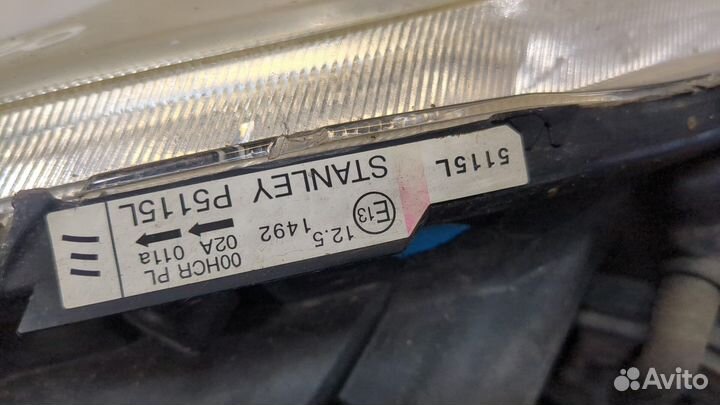 5115L
00HCR PL
E13 12.5 1492 02A 011a
STANLEY P5115L
Avito